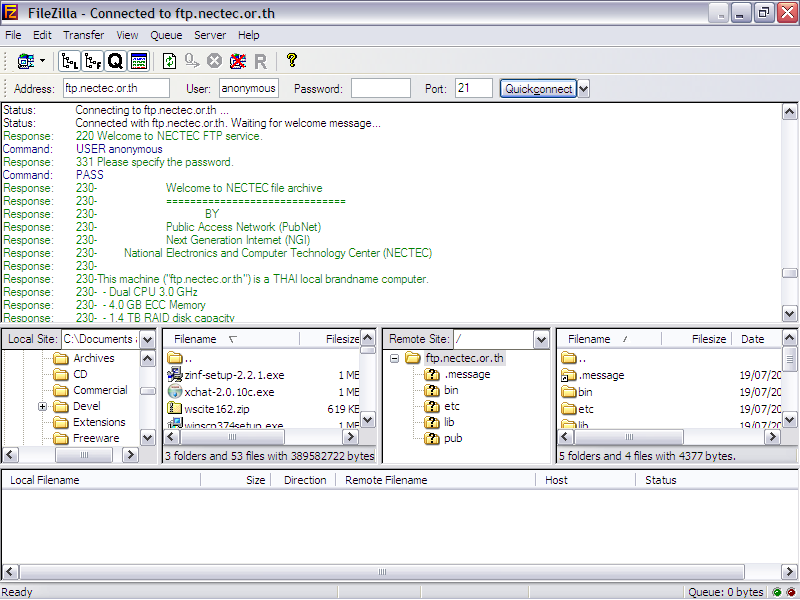 FileZilla - Connected to ftp.nectec.or.th
File Edit Transfer View Queue Server Help
Address: ftp.nectec.or.th User: anonymous Password: Port: 21 Quickconnect
Status: Connecting to ftp.nectec.or.th ...
Status: Connected with ftp.nectec.or.th. Waiting for welcome message...
Response: 220 Welcome to NECTEC FTP service.
Command: USER anonymous
Response: 331 Please specify the password.
Command: PASS
Response: 230- Welcome to NECTEC file archive
Response: 230- ==============================
Response: 230- BY
Response: 230- Public Access Network (PubNet)
Response: 230- Next Generation Internet (NGI)
Response: 230- National Electronics and Computer Technology Center (NECTEC)
Response: 230-
Response: 230-This machine ("ftp.nectec.or.th") is a THAI local brandname computer.
Response: 230- - Dual CPU 3.0 GHz
Response: 230- - 4.0 GB ECC Memory
Response: 230- - 1.4 TB RAID disk capacity
Local Site: C:\Documents
Archives
CD
Commercial
Devel
Extensions
Freeware
Filename Filesize
..
zinf-setup-2.2.1.exe 1 MB
xchat-2.0.10c.exe 1 ME
wscite162.zip 619 KE
winscp374setup.exe 1 ME
3 folders and 53 files with 389582722 bytes
Remote Site: /
ftp.nectec.or.th
.message
bin
etc
lib
pub
Filename / Filesize Date
..
.message 19/07/20
bin 19/07/20
etc 19/07/20
lib 19/07/20
5 folders and 4 files with 4377 bytes.
Local Filename Size Direction Remote Filename Host Status
Ready Queue: 0 bytes